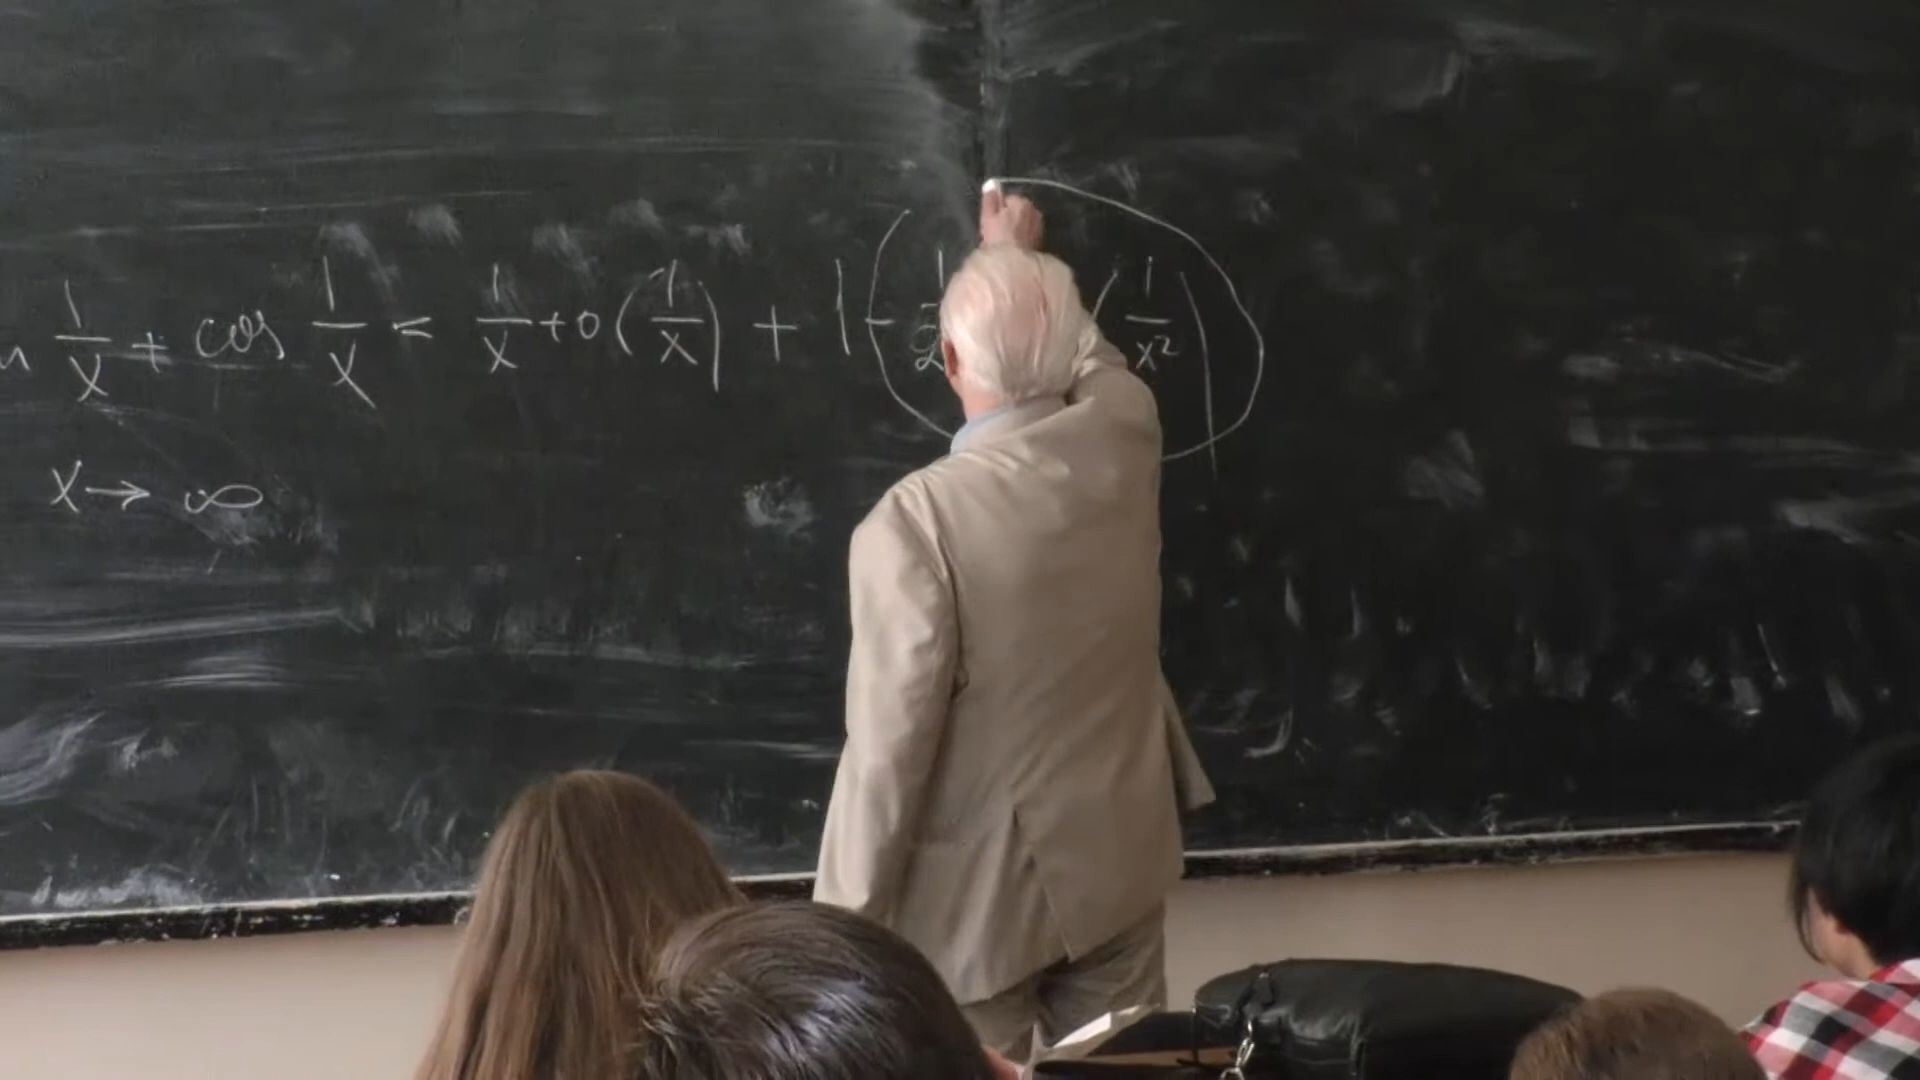 1/x + cos 1/x = 1/x + o(1/x) + 1 - (1/x²)
x → ∞